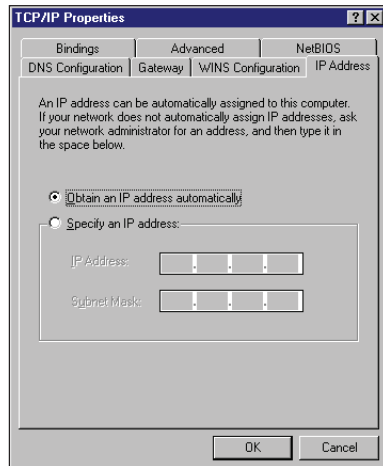 TCP/IP Properties
Bindings Advanced NetBIOS
DNS Configuration Gateway WINS Configuration IP Address
An IP address can be automatically assigned to this computer.
If your network does not automatically assign IP addresses, ask
your network administrator for an address, and then type it in
the space below.
Obtain an IP address automatically
Specify an IP address:
IP Address:
Subnet Mask:
OK Cancel